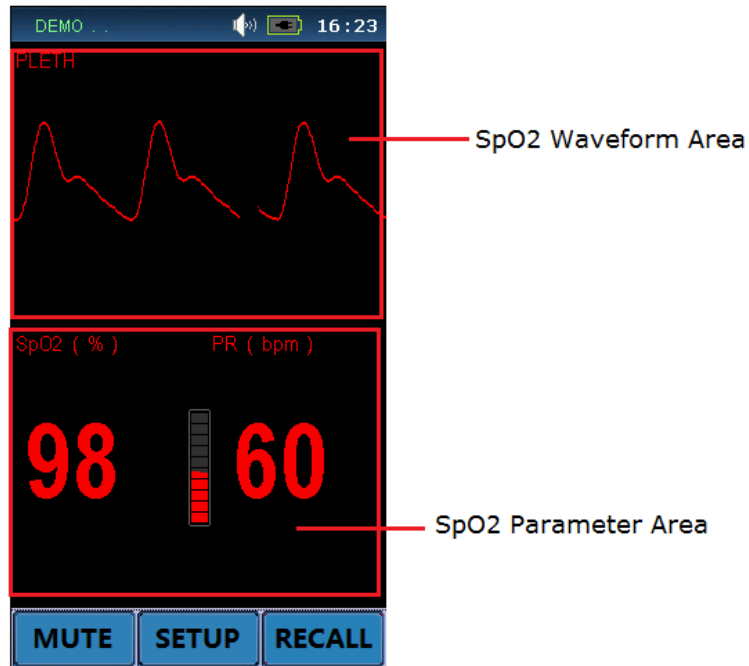 DEMO . .
16:23
PLETH
SpO2 Waveform Area
SpO2 ( % )
PR ( bpm )
98
60
SpO2 Parameter Area
MUTE
SETUP
RECALL